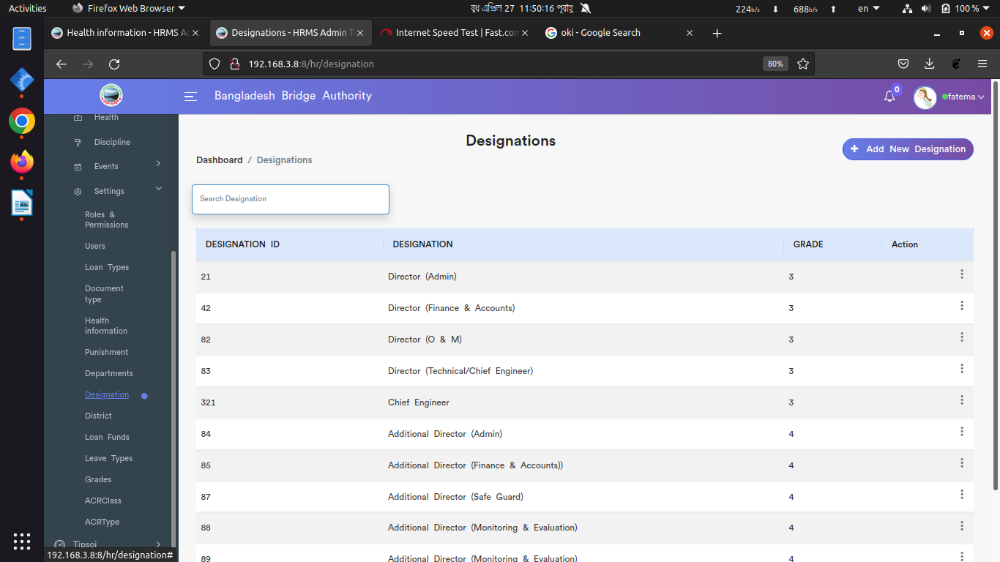 Activities
Firefox Web Browser
বুধ এপ্রিল 27 11:50:16 পূর্বাহ্ণ
224b/s
688b/s
en
100 %
Health information - HRMS Ac
Designations - HRMS Admin T
Internet Speed Test | Fast.com
oki - Google Search
192.168.3.8:8/hr/designation
80%
Bangladesh Bridge Authority
0
fatema
Health
Discipline
Events
Settings
Roles &
Permissions
Users
Loan Types
Document
type
Health
information
Punishment
Departments
Designation
District
Loan Funds
Leave Types
Grades
ACRClass
ACRType
Tipsoi
192.168.3.8:8/hr/designation#
Designations
Dashboard / Designations
+ Add New Designation
Search Designation
DESIGNATION ID DESIGNATION GRADE Action
21 Director (Admin) 3
42 Director (Finance & Accounts) 3
82 Director (O & M) 3
83 Director (Technical/Chief Engineer) 3
321 Chief Engineer 3
84 Additional Director (Admin) 4
85 Additional Director (Finance & Accounts)) 4
87 Additional Director (Safe Guard) 4
88 Additional Director (Monitoring & Evaluation) 4
89 Additional Director (Monitoring & Evaluation) 4